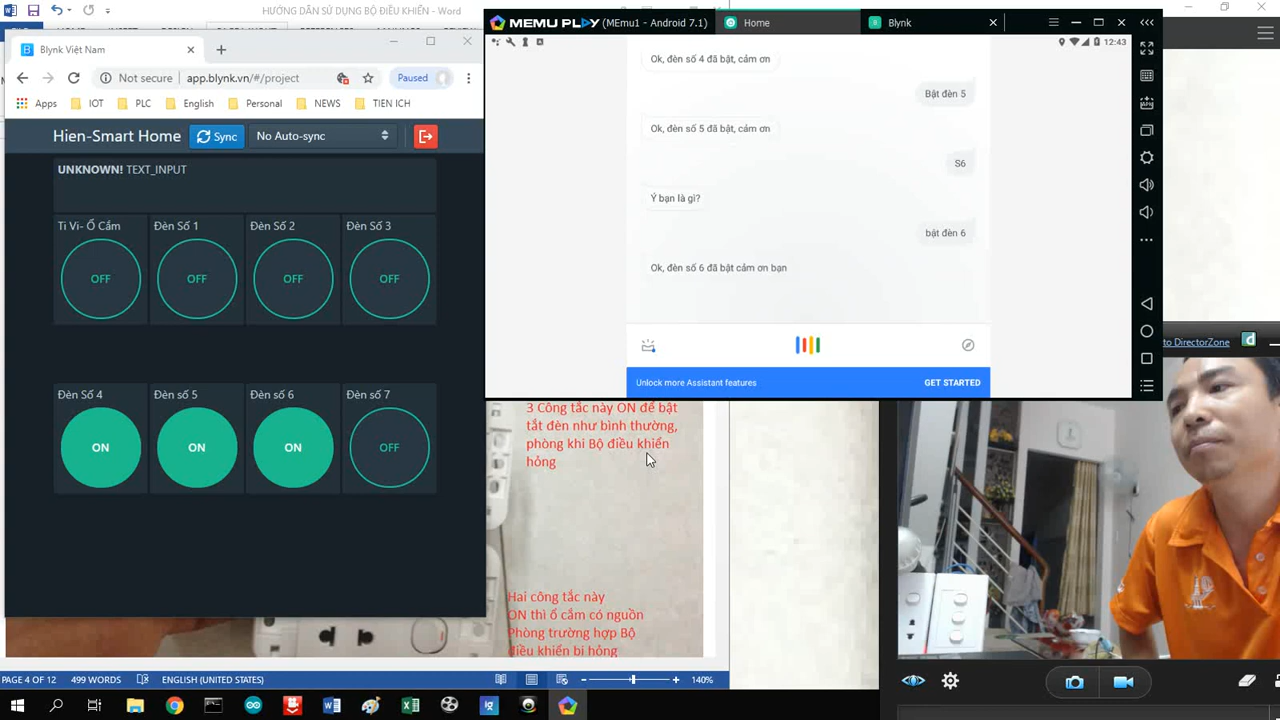 HƯỚNG DẪN SỬ DỤNG BỘ ĐIỀU KHIỂN - Word
Blynk Việt Nam
Not secure
app.blynk.vn/#/project
Paused
Apps
IOT
PLC
English
Personal
NEWS
TIEN ICH
Hien-Smart Home
Sync
No Auto-sync
UNKNOWN! TEXT_INPUT
Ti Vi- Ổ Cắm
Đèn Số 1
Đèn Số 2
Đèn Số 3
OFF
OFF
OFF
OFF
Đèn Số 4
Đèn số 5
Đèn số 6
Đèn số 7
ON
ON
ON
OFF
MEMU PLAY (MEmu1 - Android 7.1)
Home
Blynk
12:43
Ok, đèn số 4 đã bật, cảm ơn
Bật đèn 5
Ok, đèn số 5 đã bật, cảm ơn
S6
Ý bạn là gì?
bật đèn 6
Ok, đèn số 6 đã bật cảm ơn bạn
Unlock more Assistant features
GET STARTED
3 Công tắc này ON để bật
tắt đèn như bình thường,
phòng khi Bộ điều khiển
hỏng
Hai công tắc này
ON thì ổ cắm có nguồn
Phòng trường hợp Bộ
điều khiển bị hỏng
to DirectorZone
PAGE 4 OF 12
499 WORDS
ENGLISH (UNITED STATES)
140%